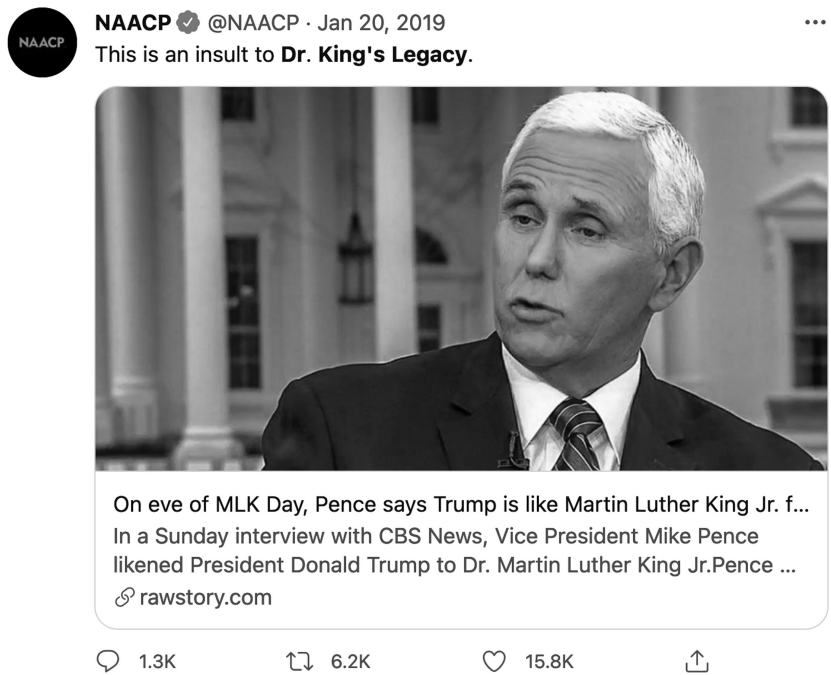 NAACP
NAACP @NAACP · Jan 20, 2019
This is an insult to Dr. King's Legacy.
On eve of MLK Day, Pence says Trump is like Martin Luther King Jr. f...
In a Sunday interview with CBS News, Vice President Mike Pence
likened President Donald Trump to Dr. Martin Luther King Jr.Pence ...
rawstory.com
1.3K 6.2K 15.8K